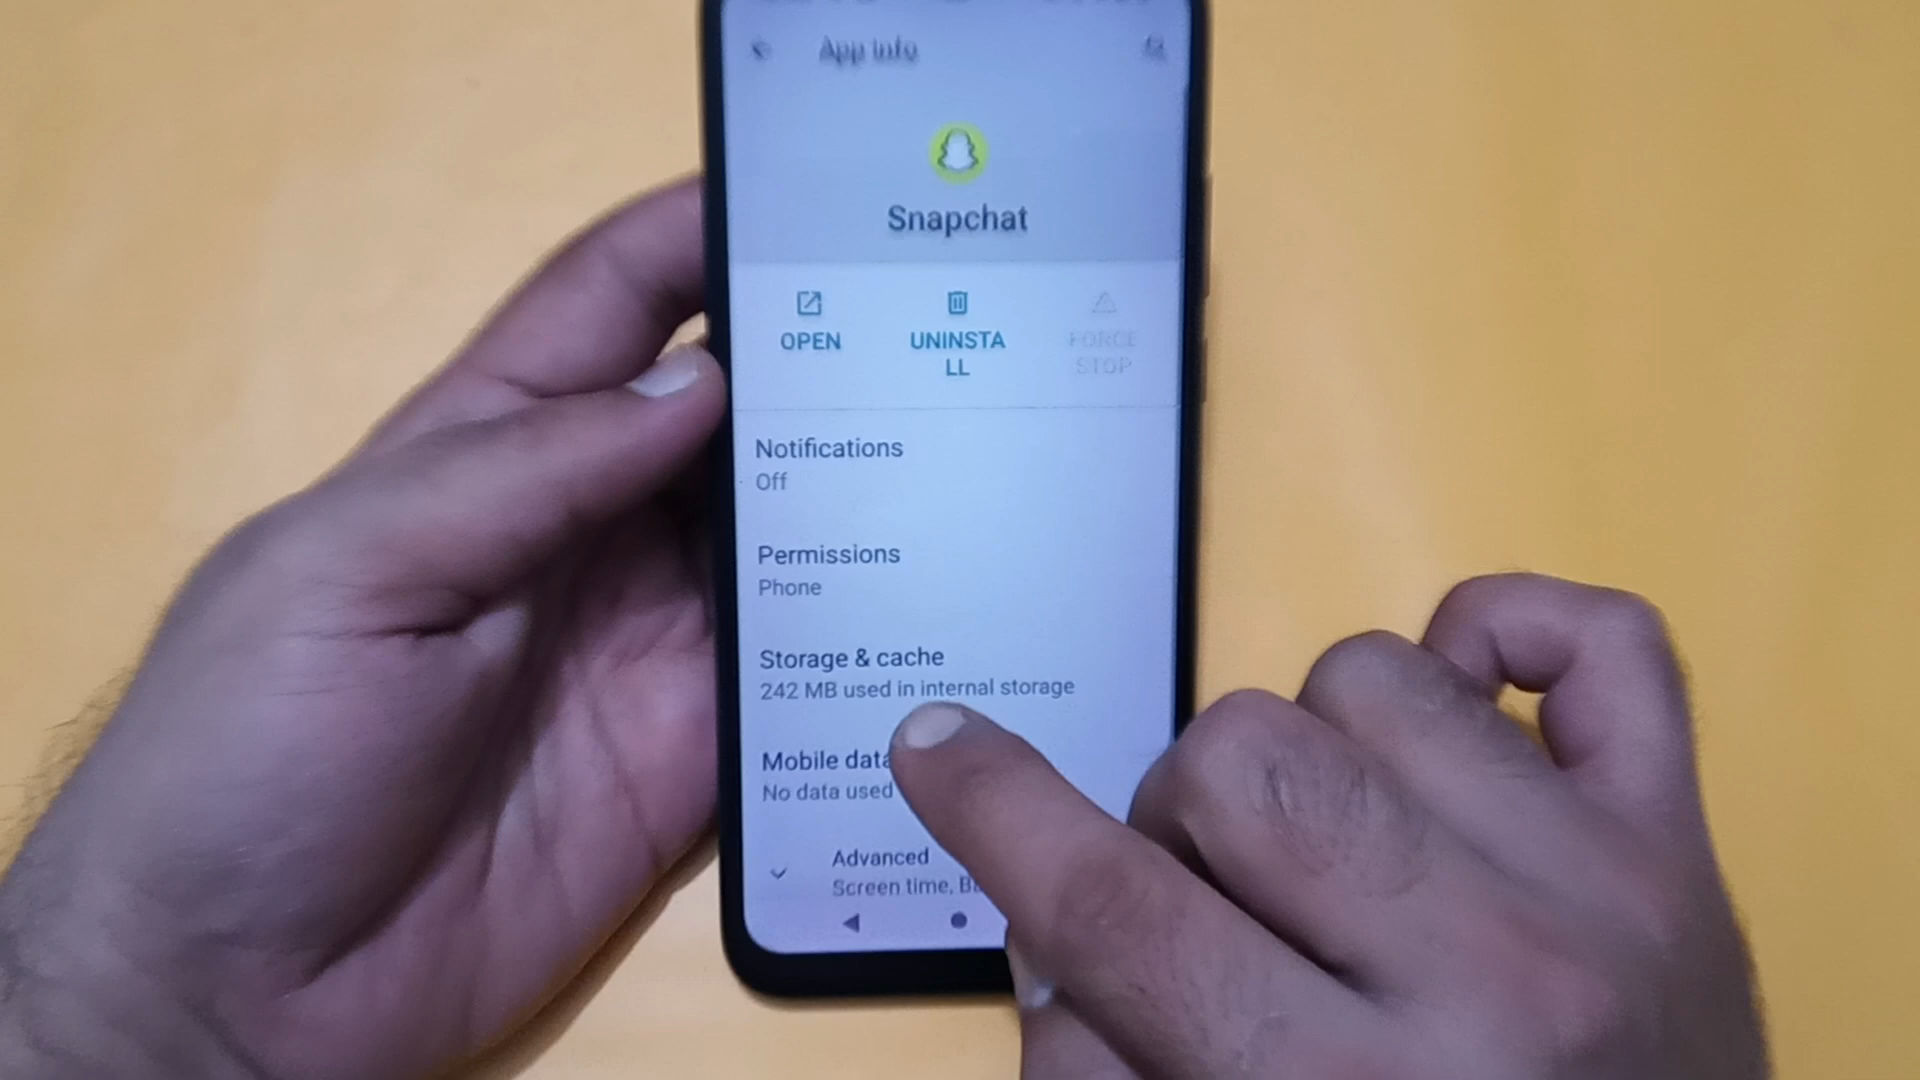 App info
Snapchat
OPEN
UNINSTA
LL
FORCE
STOP
Notifications
Off
Permissions
Phone
Storage & cache
242 MB used in internal storage
Mobile data
No data used
Advanced
Screen time,